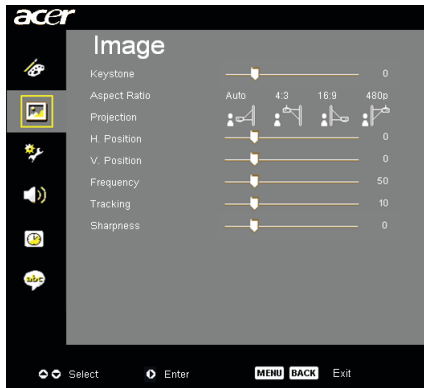 acer
Image
Keystone 0
Aspect Ratio Auto 4:3 16:9 480p
Projection
H. Position 0
V. Position 0
Frequency 50
Tracking 10
Sharpness 0
abc
Select Enter MENU BACK Exit